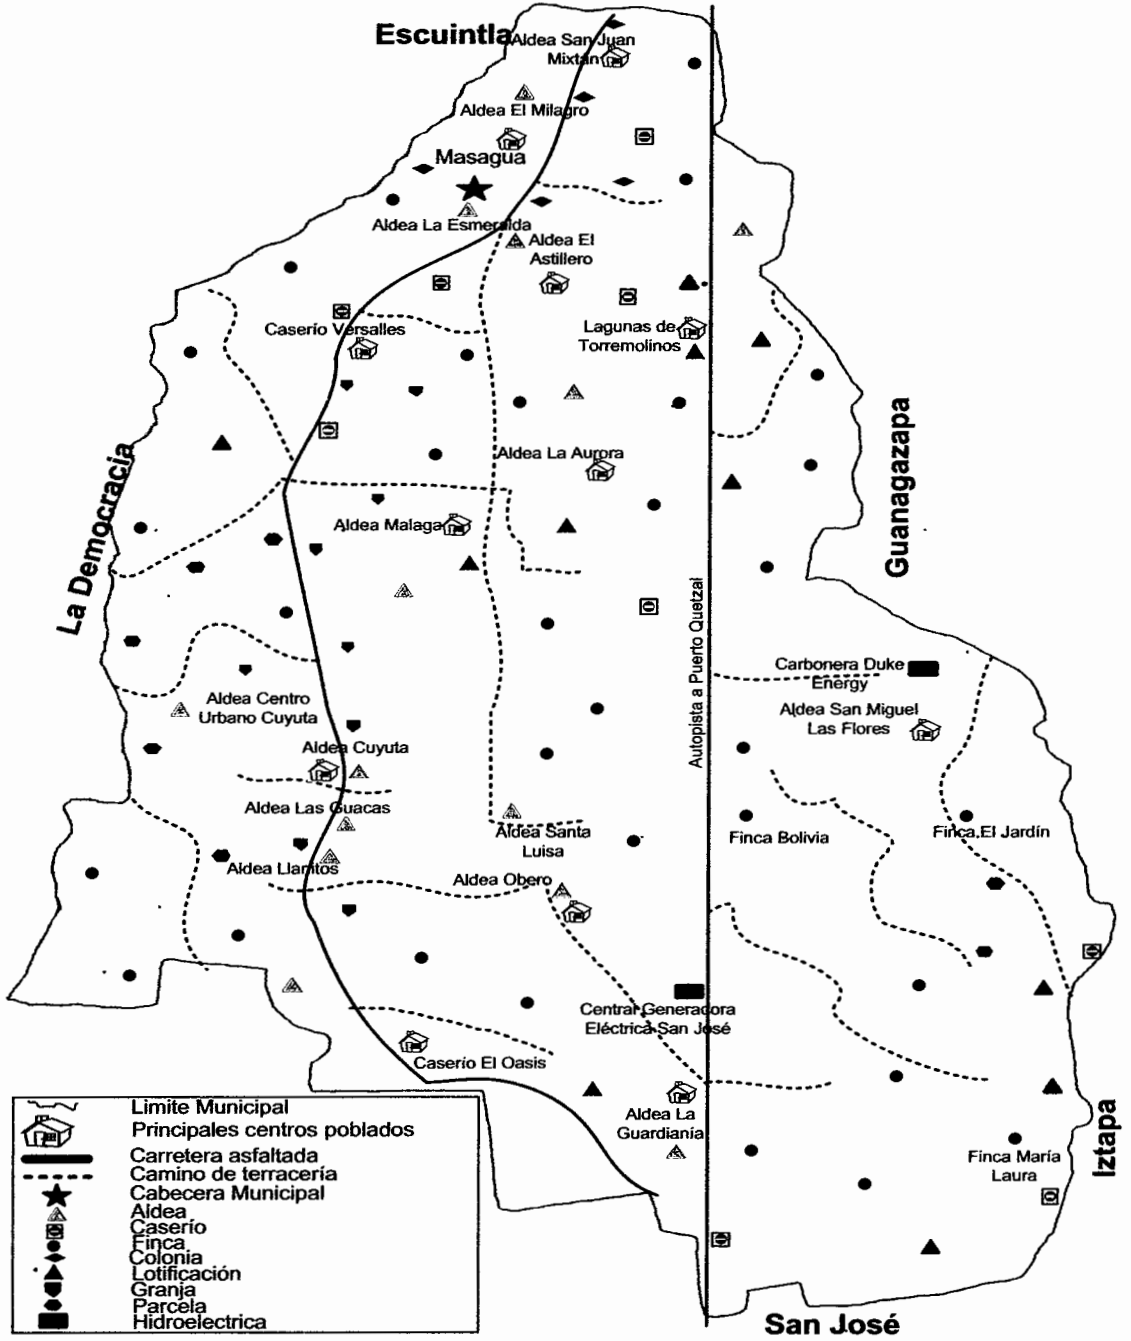 Escuintla
Aldea San Juan
Mixtán
Aldea El Milagro
Masagua
Aldea La Esmeralda
Aldea El
Astillero
Caserío Versalles
Lagunas de
Torremolinos
Guanagazapa
La Democracia
Aldea La Aurora
Aldea Malaga
Autopista a Puerto Quetzal
Carbonera Duke
Energy
Aldea Centro
Urbano Cuyuta
Aldea San Miguel
Las Flores
Aldea Cuyuta
Aldea Las Guacas
Aldea Santa
Luisa
Finca Bolivia
Finca El Jardín
Aldea Llanitos
Aldea Obero
Central Generadora
Eléctrica San José
Caserío El Oasis
Aldea La
Guardianía
Iztapa
Finca María
Laura
Limite Municipal
Principales centros poblados
Carretera asfaltada
Camino de terracería
Cabecera Municipal
Aldea
Caserío
Finca
Colonia
Lotificación
Granja
Parcela
Hidroelectrica
San José